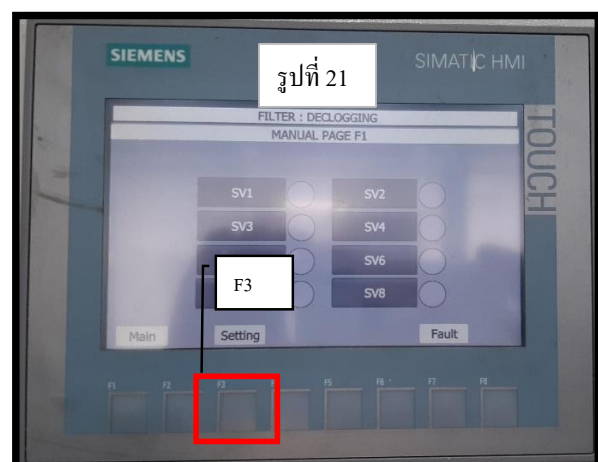 SIEMENS
รูปที่ 21
SIMATIC HMI
TOUCH
FILTER : DECLOGGING
MANUAL PAGE F1
SV1 SV2
SV3 SV4
SV6
F3
SV8
Main Setting Fault
F1 F2 F3 F5 F6 F7 F8